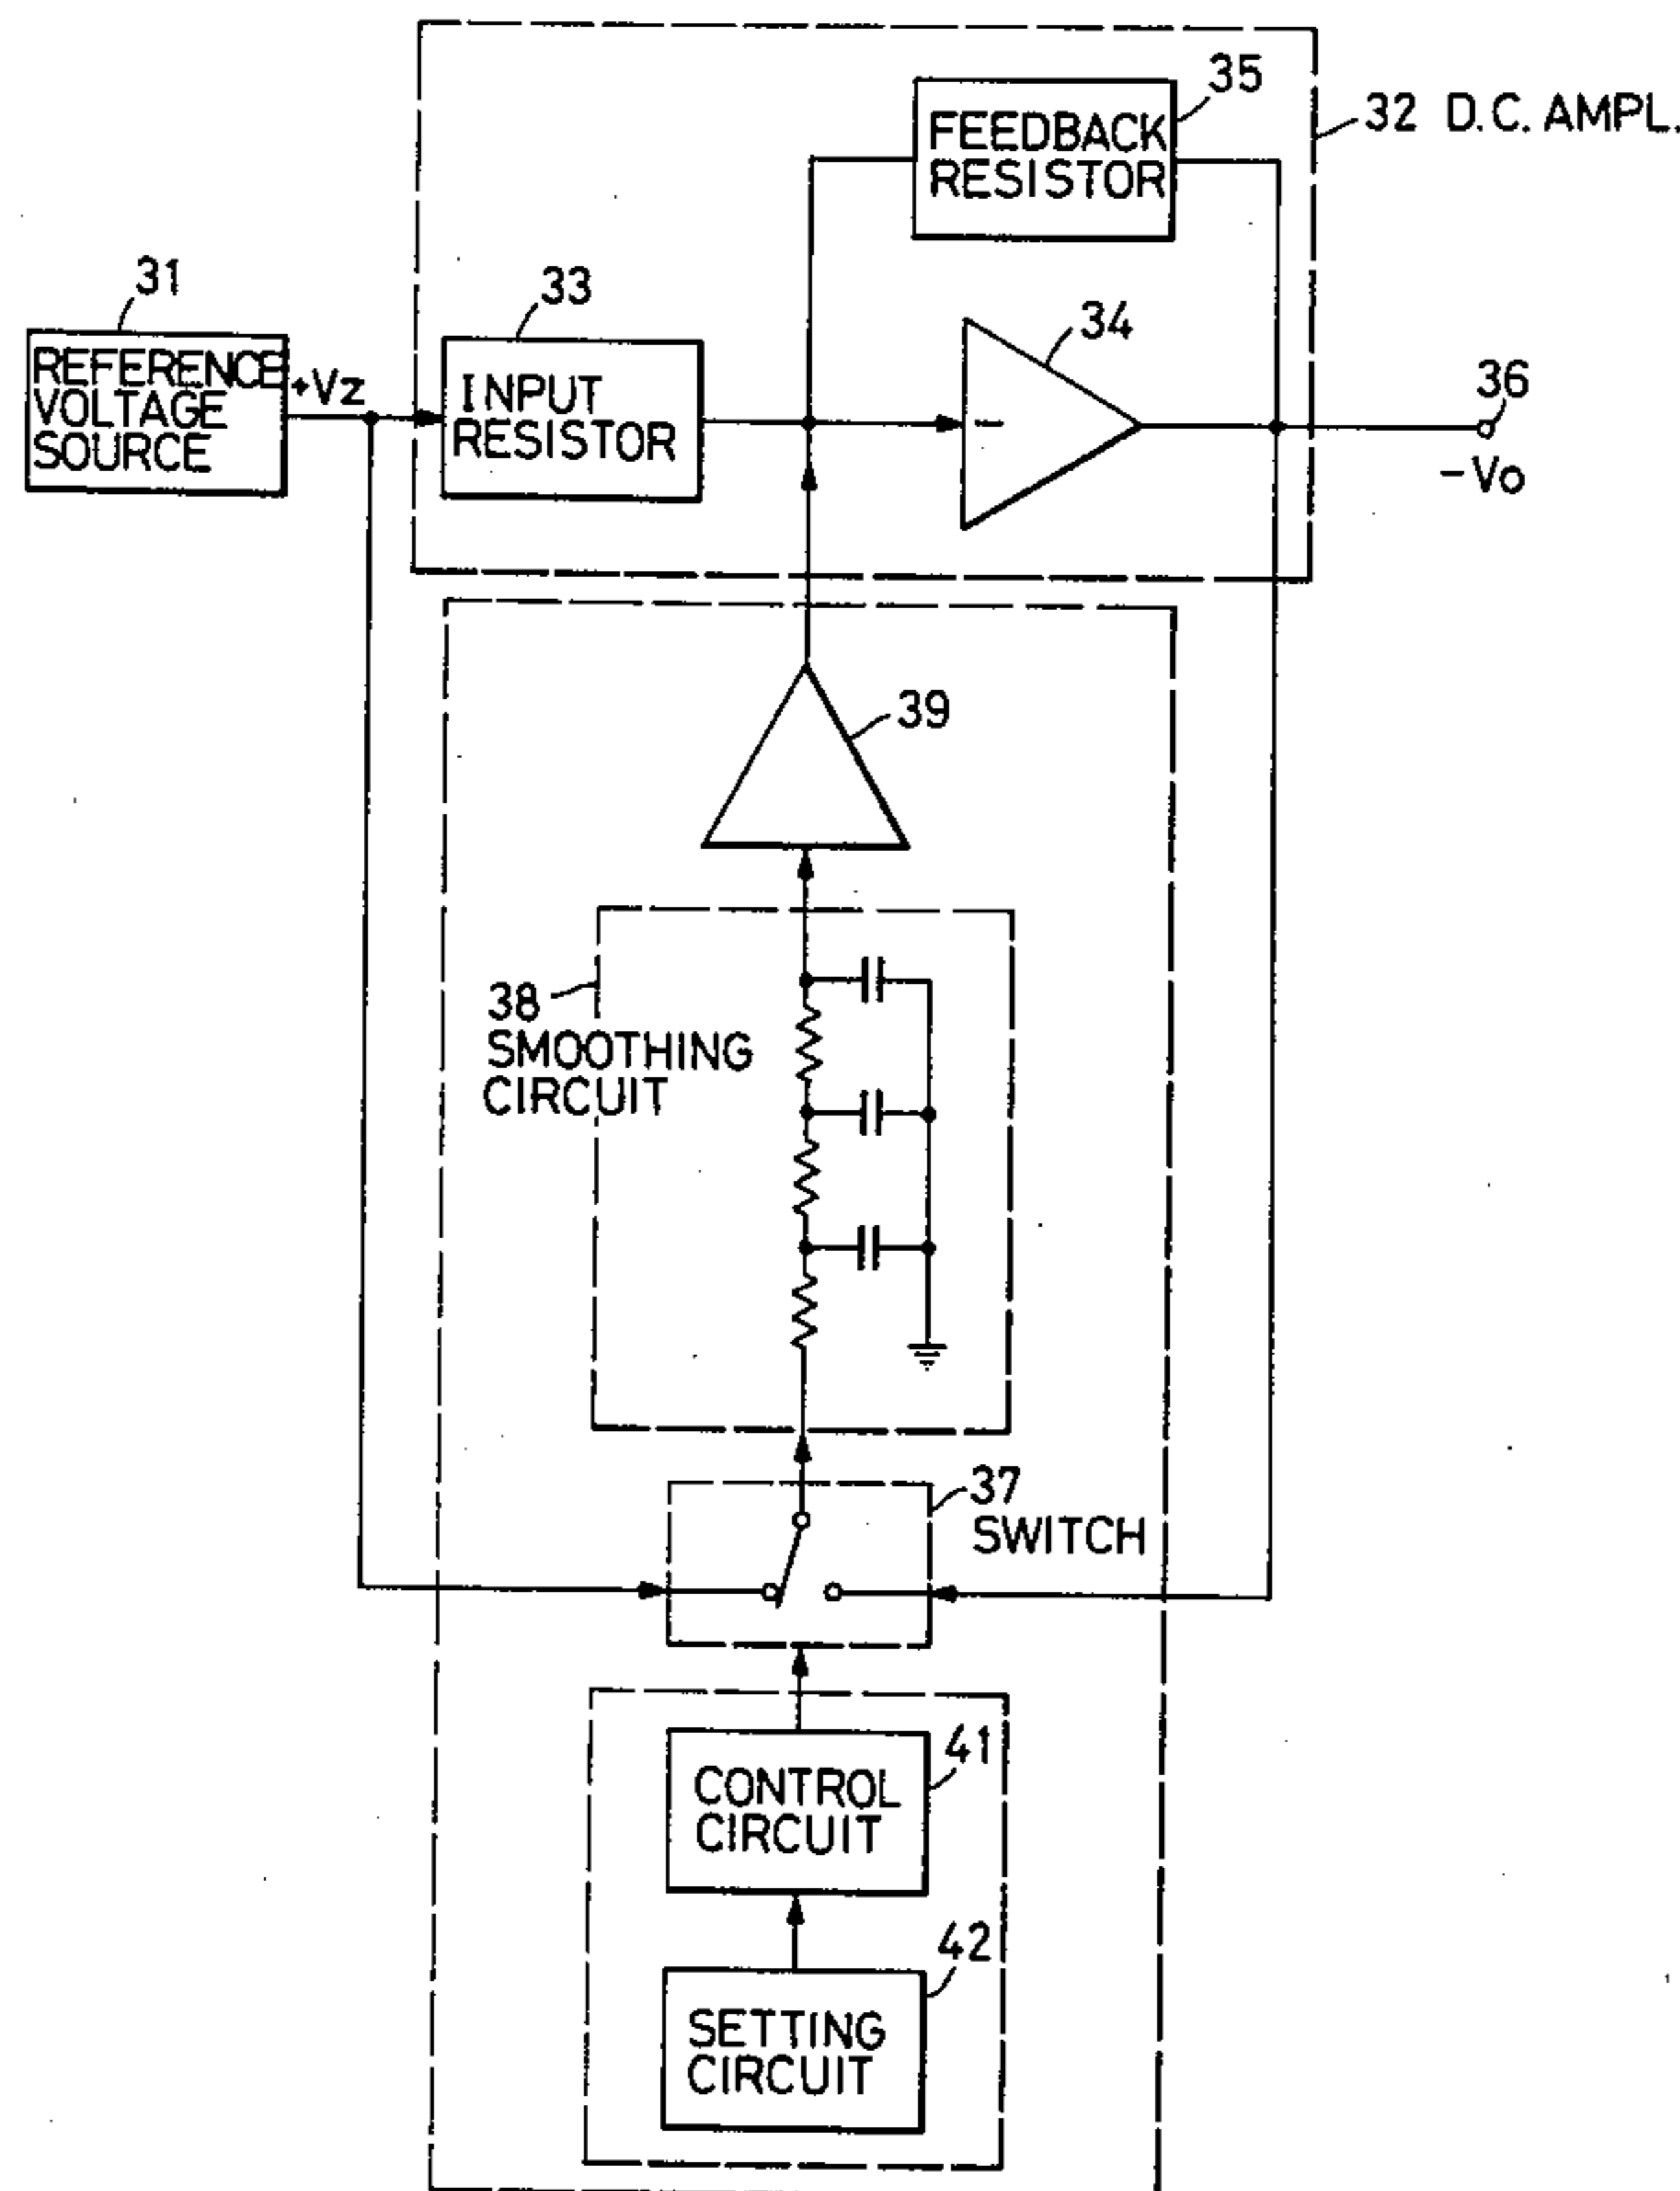 35
FEEDBACK
RESISTOR
32 D.C. AMPL.
31
REFERENCE
VOLTAGE
SOURCE
+Vz
33
INPUT
RESISTOR
34
−
36
-Vo
39
38
SMOOTHING
CIRCUIT
37
SWITCH
41
CONTROL
CIRCUIT
42
SETTING
CIRCUIT